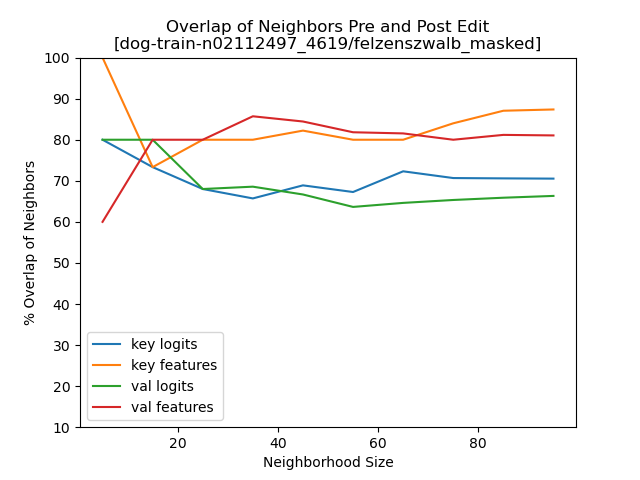 Overlap of Neighbors Pre and Post Edit
[dog-train-n02112497_4619/felzenszwalb_masked]
100
90
80
70
60
50
40
30
20
10
% Overlap of Neighbors
key logits
key features
val logits
val features
20
40
60
80
Neighborhood Size